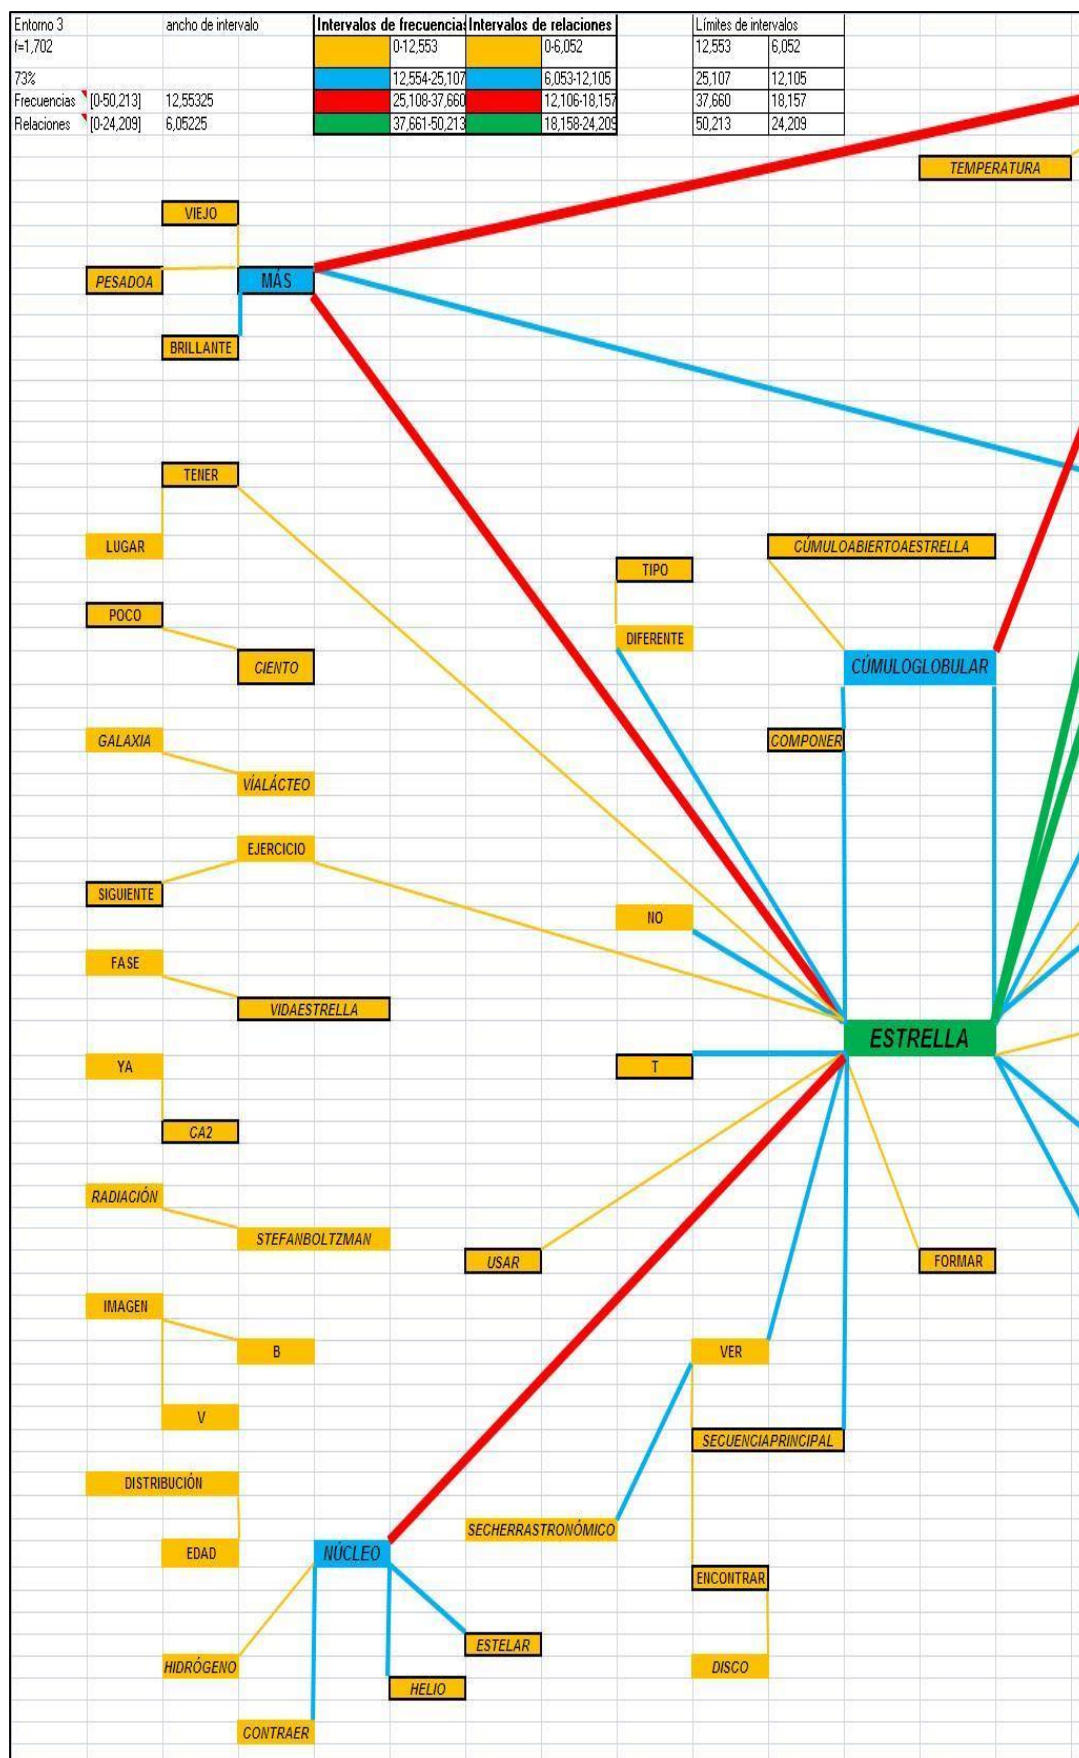 Entorno 3 ancho de intervalo Intervalos de frecuencias Intervalos de relaciones Límites de intervalos
f=1,702 0-12,553 0-6,052 12,553 6,052
73% 12,554-25,107 6,053-12,105 25,107 12,105
Frecuencias [0-50,213] 12,55325 25,108-37,660 12,106-18,157 37,660 18,157
Relaciones [0-24,209] 6,05225 37,661-50,213 18,158-24,209 50,213 24,209
TEMPERATURA
VIEJO
PESADOA MÁS
BRILLANTE
TENER
LUGAR CÚMULOABIERTOAESTRELLA
TIPO
POCO
DIFERENTE
CIENTO CÚMULOGLOBULAR
GALAXIA COMPONER
VÍALÁCTEO
EJERCICIO
SIGUIENTE
NO
FASE
VIDAESTRELLA
ESTRELLA
YA T
CA2
RADIACIÓN
STEFANBOLTZMAN
USAR FORMAR
IMAGEN
B VER
V
SECUENCIAPRINCIPAL
DISTRIBUCIÓN
SECHERRASTRONÓMICO
EDAD NÚCLEO
ENCONTRAR
ESTELAR
HIDRÓGENO DISCO
HELIO
CONTRAER